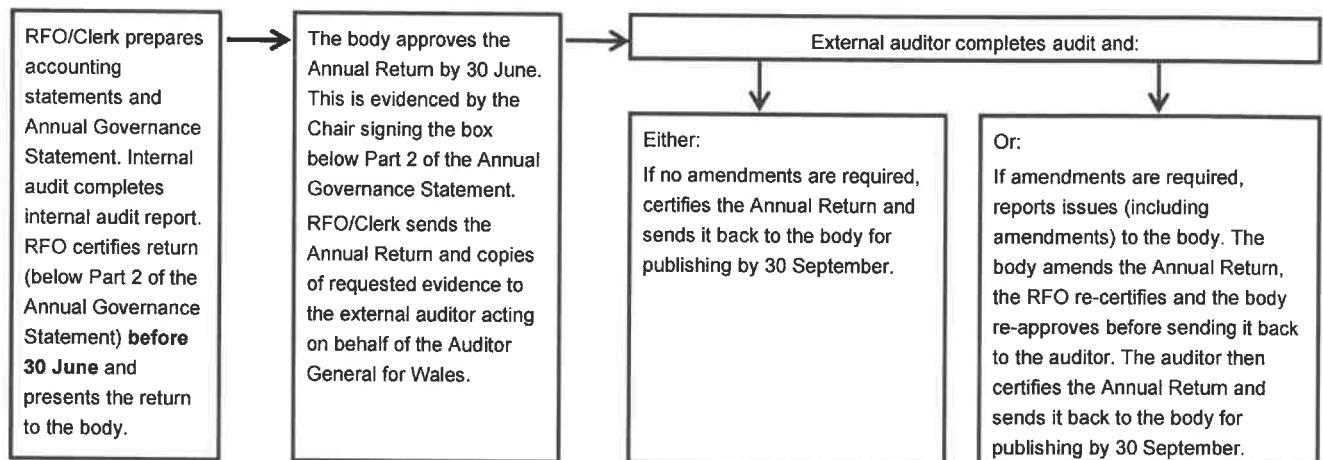 RFO/Clerk prepares
accounting
statements and
Annual Governance
Statement. Internal
audit completes
internal audit report.
RFO certifies return
(below Part 2 of the
Annual Governance
Statement) before
30 June and
presents the return
to the body.
The body approves the
Annual Return by 30 June.
This is evidenced by the
Chair signing the box
below Part 2 of the Annual
Governance Statement.
RFO/Clerk sends the
Annual Return and copies
of requested evidence to
the external auditor acting
on behalf of the Auditor
General for Wales.
External auditor completes audit and:
Either:
If no amendments are required,
certifies the Annual Return and
sends it back to the body for
publishing by 30 September.
Or:
If amendments are required,
reports issues (including
amendments) to the body. The
body amends the Annual Return,
the RFO re-certifies and the body
re-approves before sending it back
to the auditor. The auditor then
certifies the Annual Return and
sends it back to the body for
publishing by 30 September.